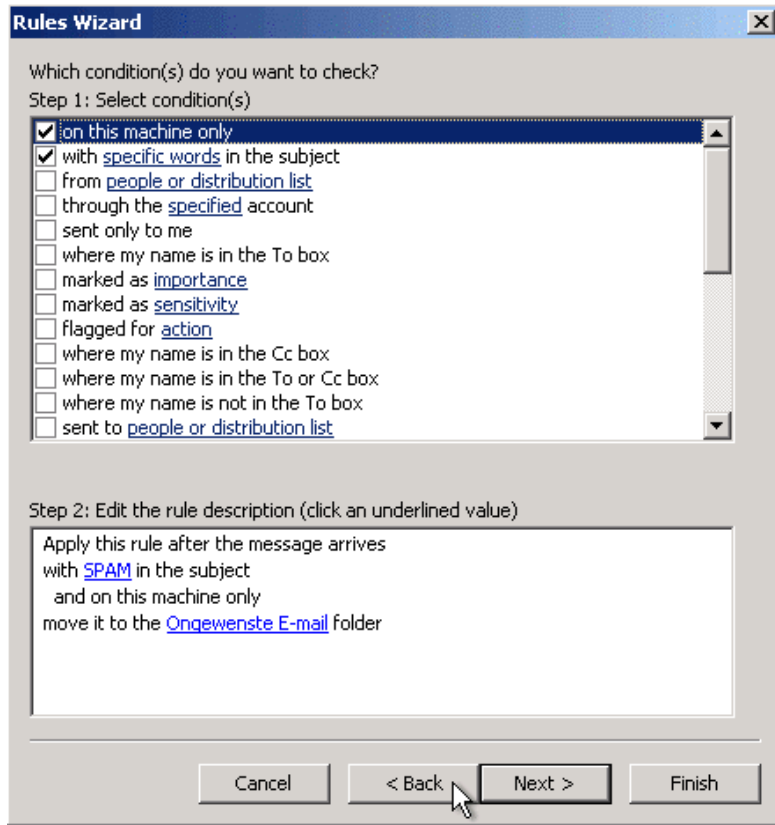 Rules Wizard
Which condition(s) do you want to check?
Step 1: Select condition(s)
on this machine only
with specific words in the subject
from people or distribution list
through the specified account
sent only to me
where my name is in the To box
marked as importance
marked as sensitivity
flagged for action
where my name is in the Cc box
where my name is in the To or Cc box
where my name is not in the To box
sent to people or distribution list
Step 2: Edit the rule description (click an underlined value)
Apply this rule after the message arrives
with SPAM in the subject
and on this machine only
move it to the Ongewenste E-mail folder
Cancel < Back Next > Finish